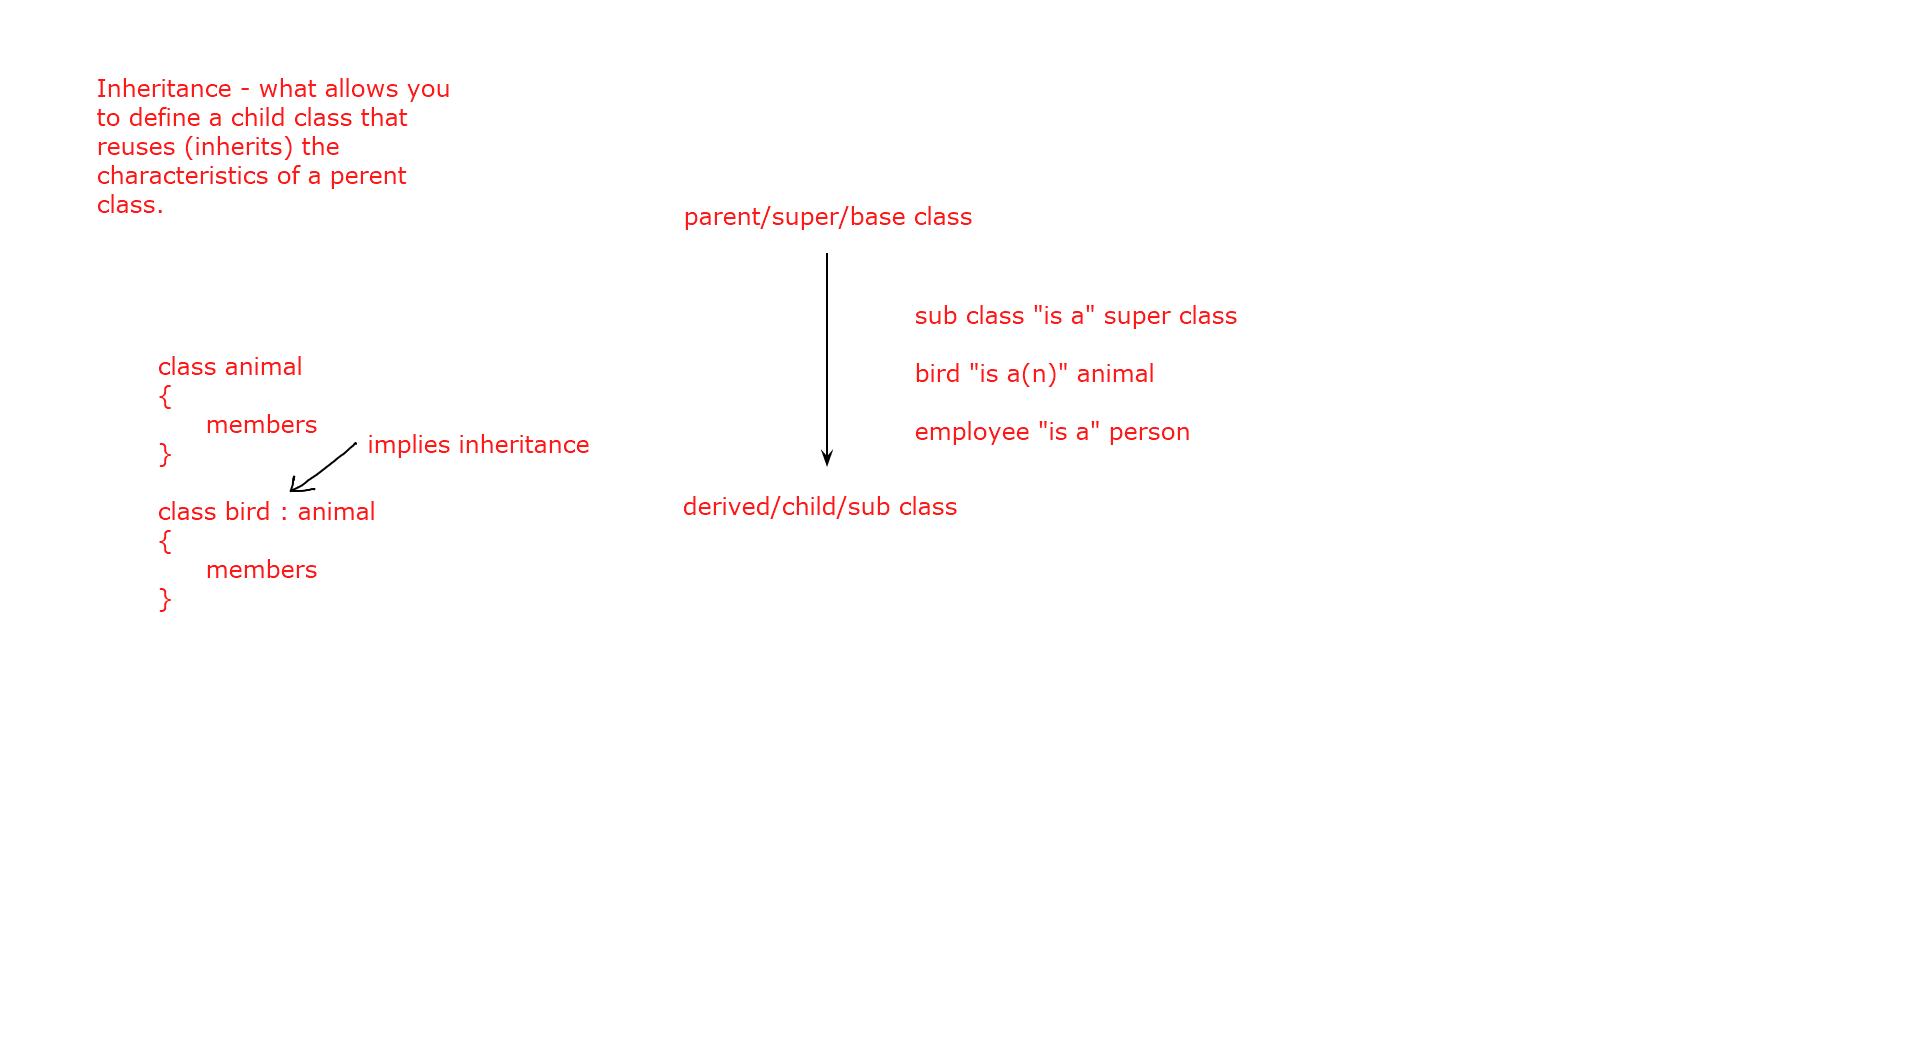 Inheritance - what allows you
to define a child class that
reuses (inherits) the
characteristics of a perent
class.
parent/super/base class
sub class "is a" super class
bird "is a(n)" animal
employee "is a" person
derived/child/sub class
class animal
{
members
}
implies inheritance
class bird : animal
{
members
}